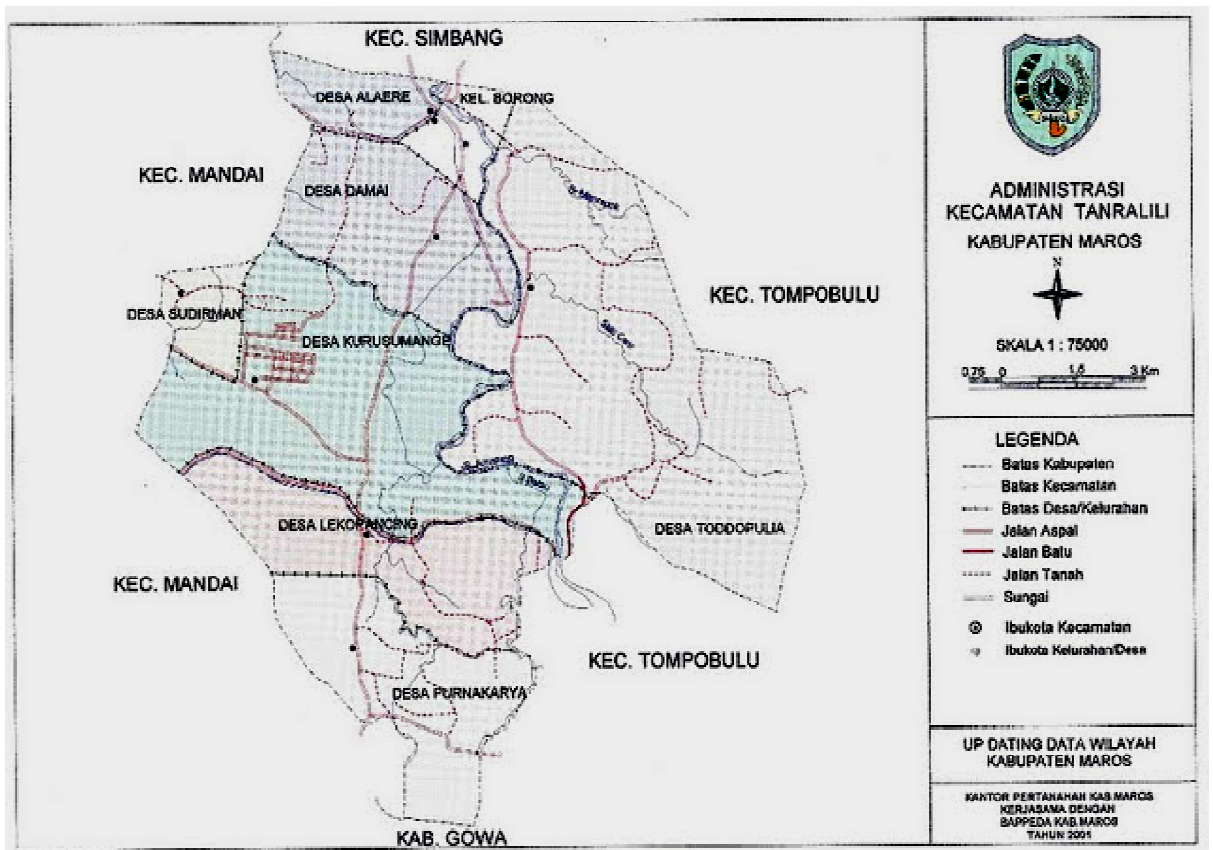 KEC. SIMBANG
DESA ALAERE
KEL. BORONG
KEC. MANDAI
DESA DAMAI
KEC. TOMPOBULU
DESA SUDIRMAN
DESA KURUSUMANGE
DESA LEKOPANCING
DESA TODDOPULIA
KEC. MANDAI
KEC. TOMPOBULU
DESA PURNAKARYA
KAB. GOWA
ADMINISTRASI
KECAMATAN TANRALILI
KABUPATEN MAROS
N
SKALA 1 : 75000
0,75 0 1,5 3 Km
LEGENDA
Batas Kabupaten
Batas Kecamatan
Batas Desa/Kelurahan
Jalan Aspal
Jalan Batu
Jalan Tanah
Sungai
Ibukota Kecamatan
Ibukota Kelurahan/Desa
UP DATING DATA WILAYAH
KABUPATEN MAROS
KANTOR PERTANAHAN KAB.MAROS
KERJASAMA DENGAN
BAPPEDA KAB.MAROS
TAHUN